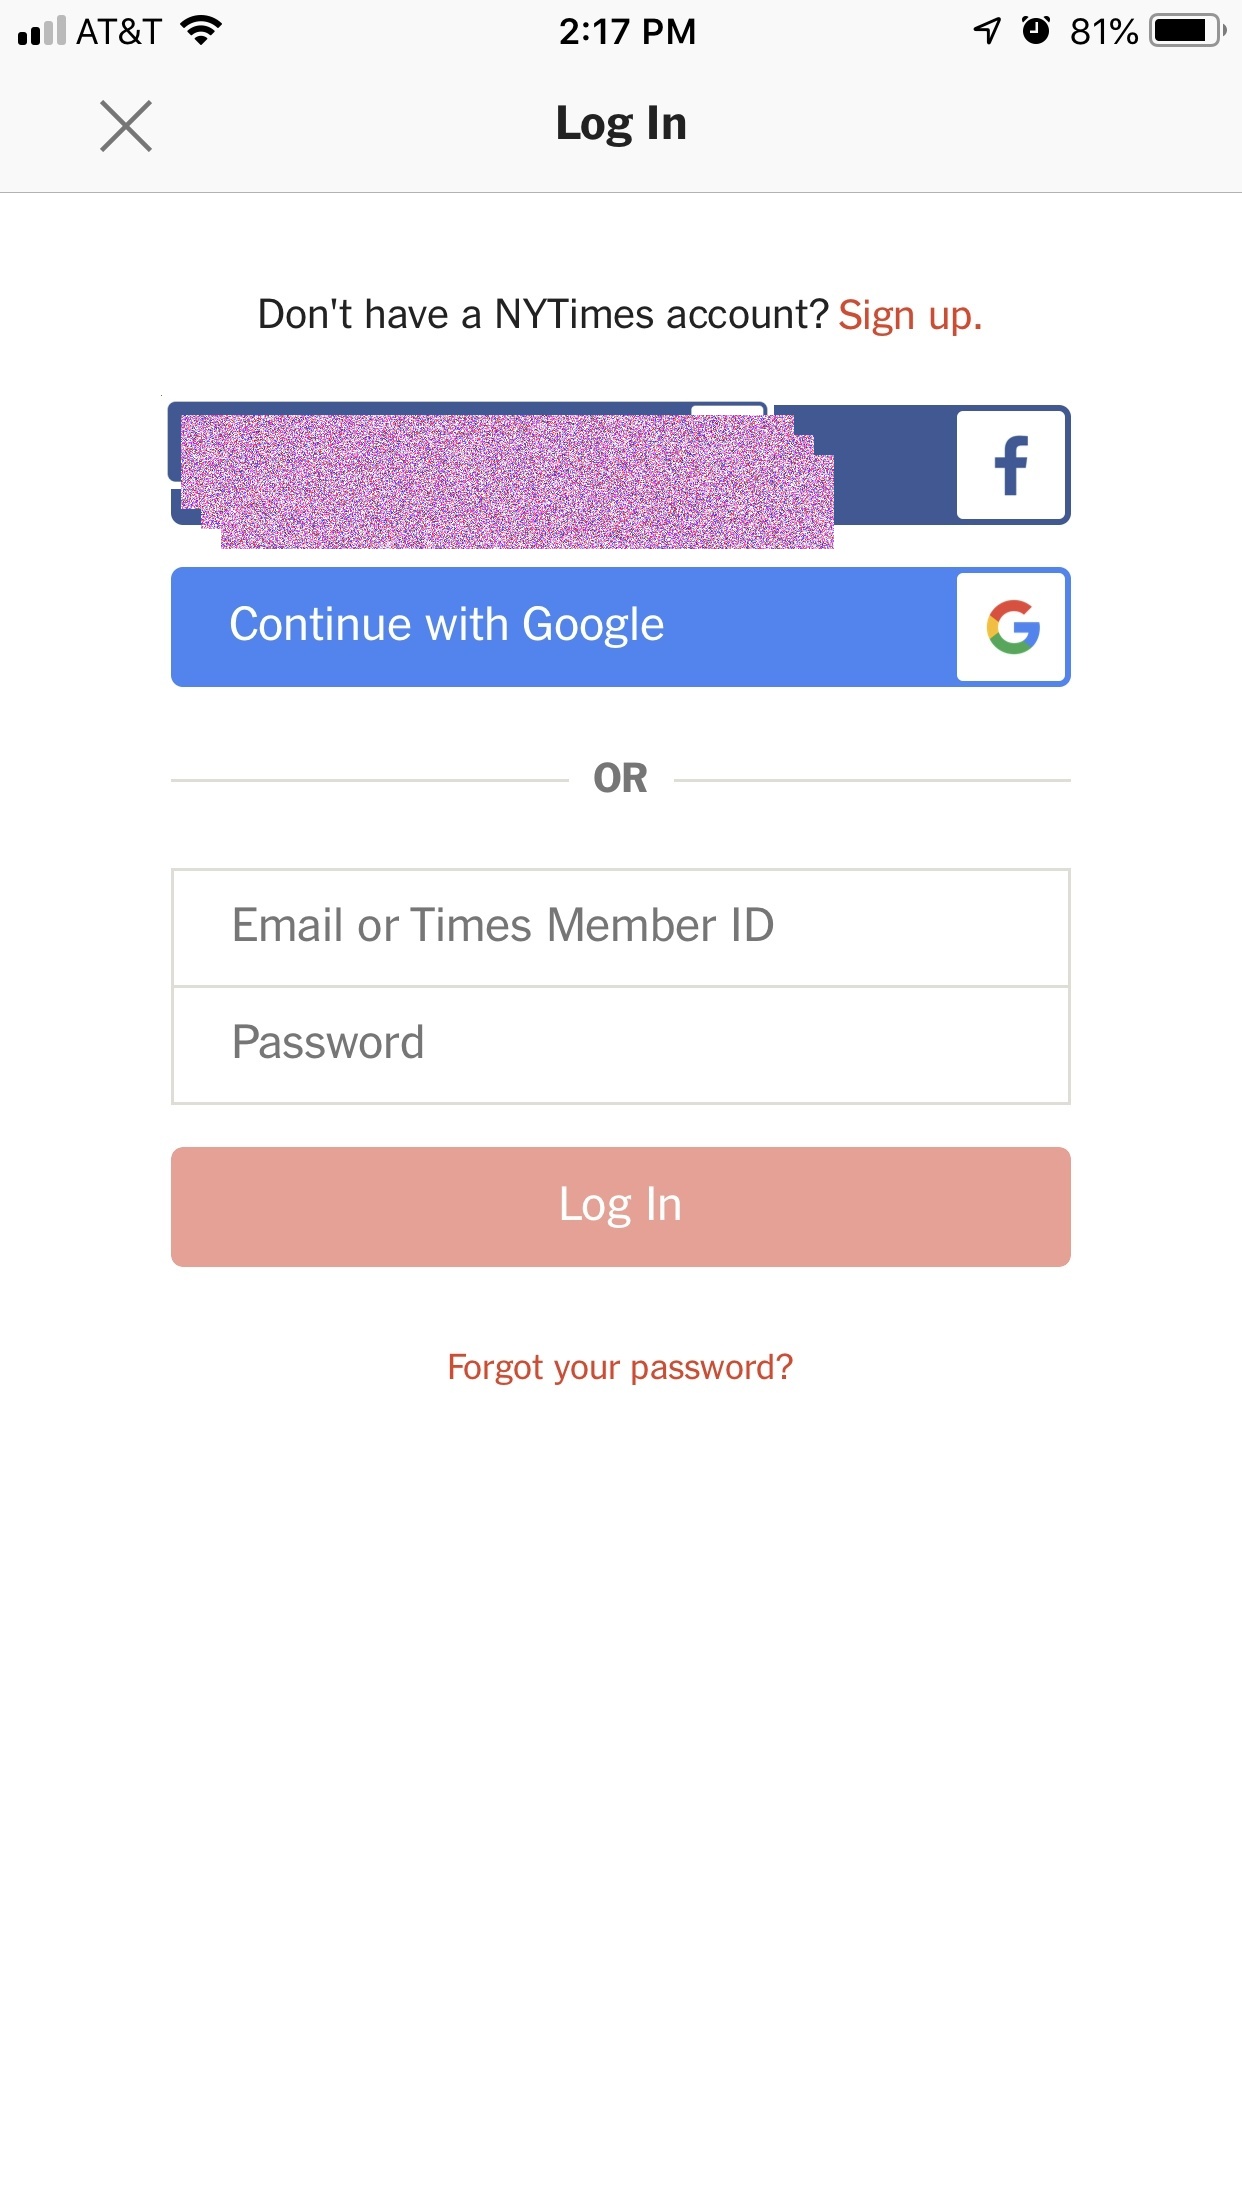 AT&T 2:17 PM 81%
Log In
Don't have a NYTimes account? Sign up.
Continue with Google
OR
Email or Times Member ID
Password
Log In
Forgot your password?